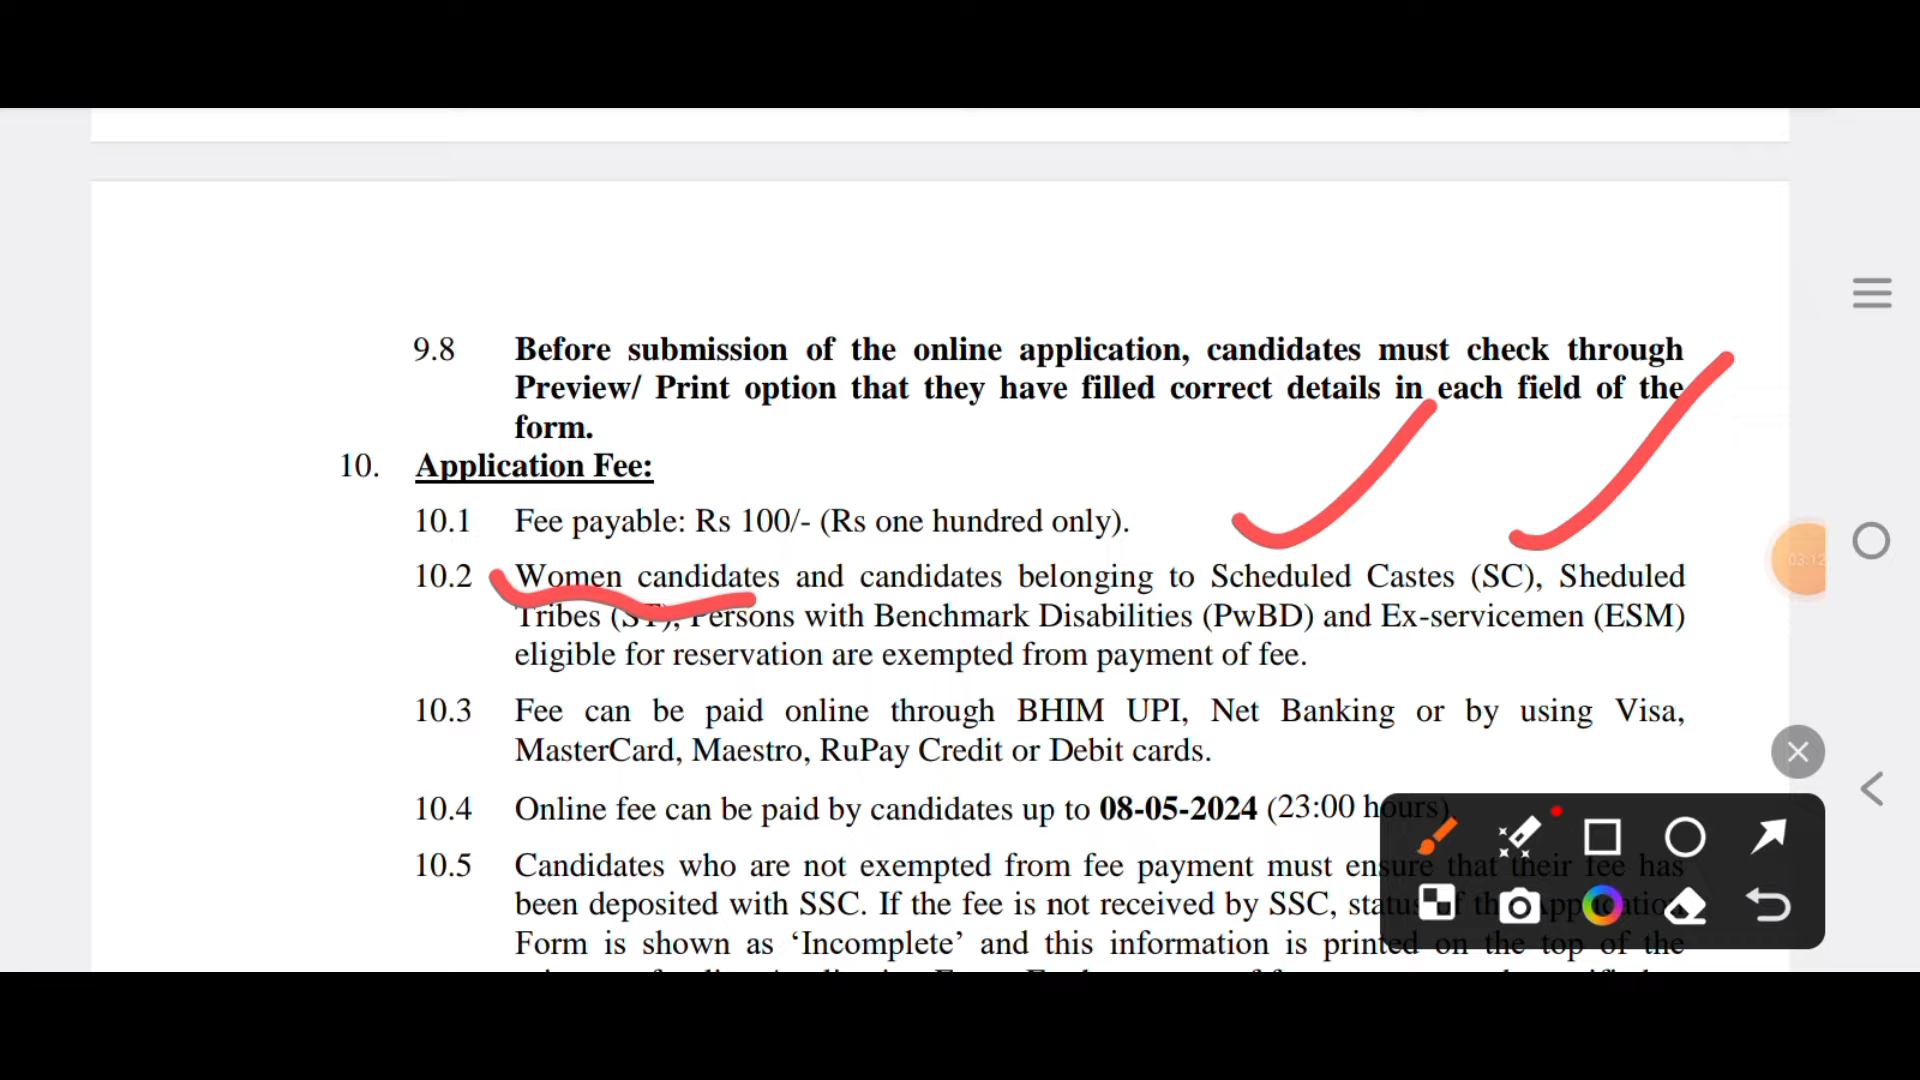 9.8 Before submission of the online application, candidates must check through
Preview/ Print option that they have filled correct details in each field of the
form.
10. Application Fee:
10.1 Fee payable: Rs 100/- (Rs one hundred only).
10.2 Women candidates and candidates belonging to Scheduled Castes (SC), Sheduled
Tribes (ST), Persons with Benchmark Disabilities (PwBD) and Ex-servicemen (ESM)
eligible for reservation are exempted from payment of fee.
03:12
10.3 Fee can be paid online through BHIM UPI, Net Banking or by using Visa,
MasterCard, Maestro, RuPay Credit or Debit cards.
10.4 Online fee can be paid by candidates up to 08-05-2024 (23:00 hours).
10.5 Candidates who are not exempted from fee payment must ensure that their fee has
been deposited with SSC. If the fee is not received by SSC, status of the Application
Form is shown as ‘Incomplete’ and this information is printed on the top of the